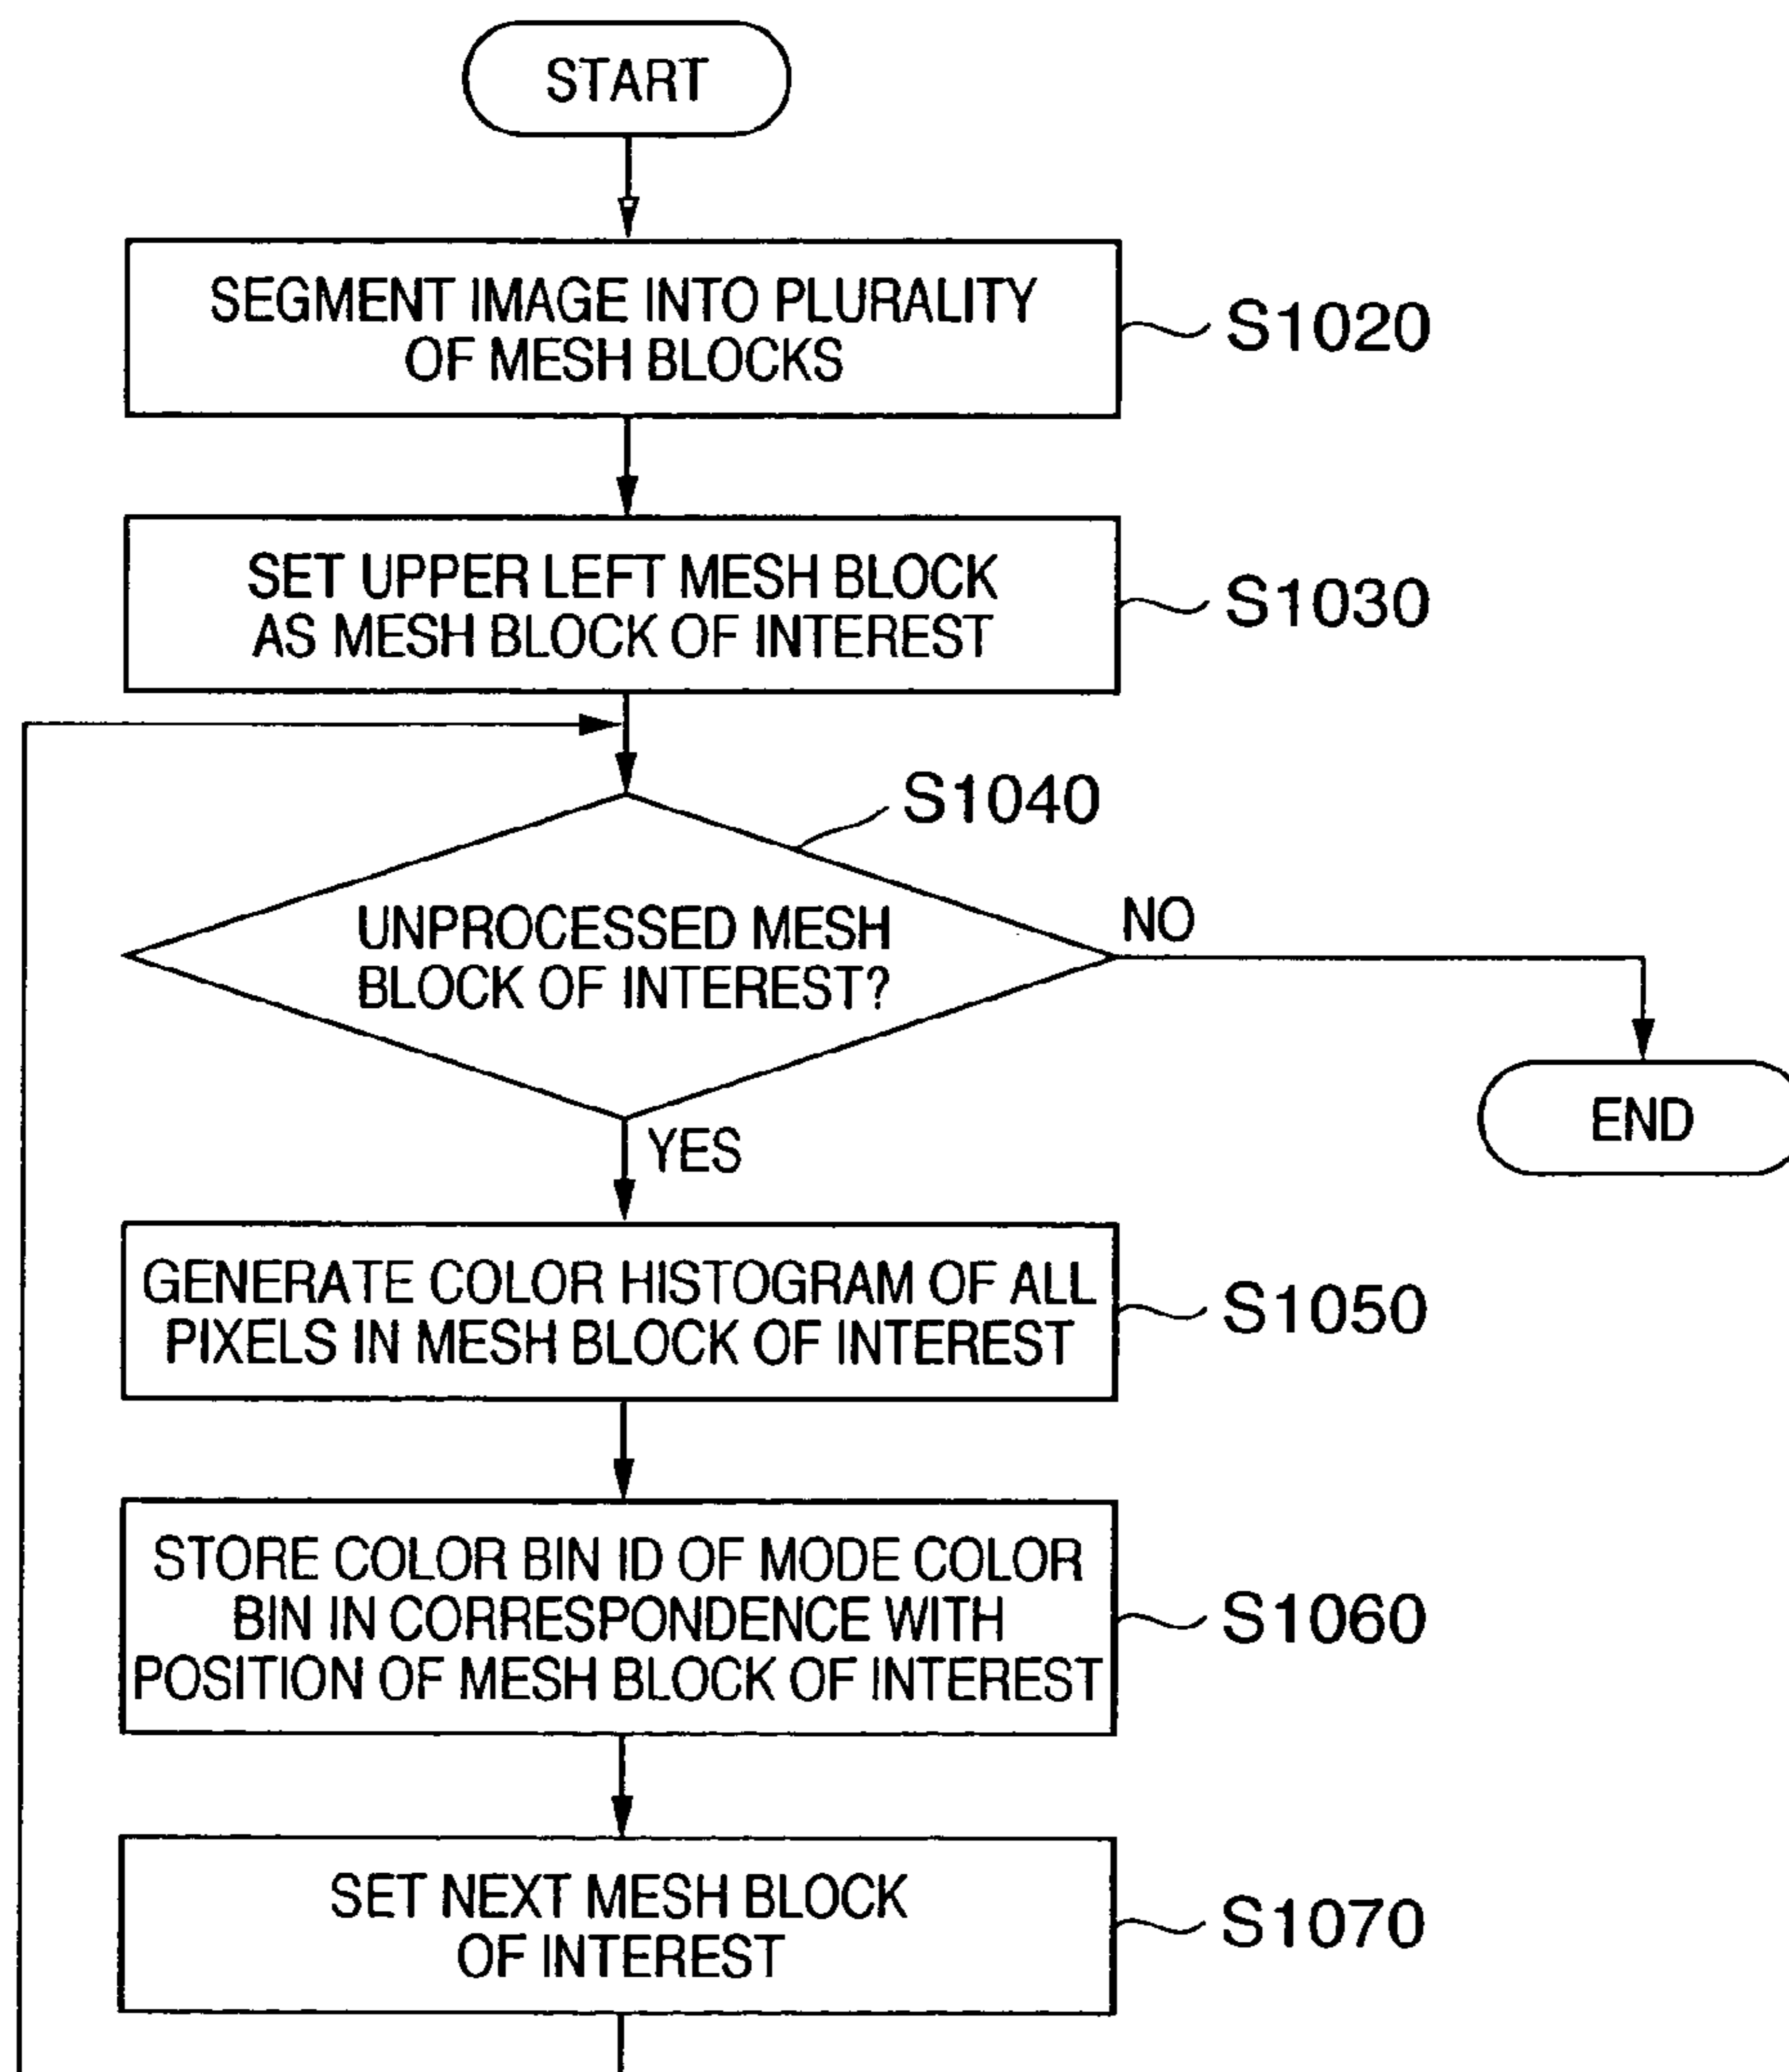 START
SEGMENT IMAGE INTO PLURALITY
OF MESH BLOCKS
S1020
SET UPPER LEFT MESH BLOCK
AS MESH BLOCK OF INTEREST
S1030
S1040
UNPROCESSED MESH
BLOCK OF INTEREST?
NO
END
YES
GENERATE COLOR HISTOGRAM OF ALL
PIXELS IN MESH BLOCK OF INTEREST
S1050
STORE COLOR BIN ID OF MODE COLOR
BIN IN CORRESPONDENCE WITH
POSITION OF MESH BLOCK OF INTEREST
S1060
SET NEXT MESH BLOCK
OF INTEREST
S1070